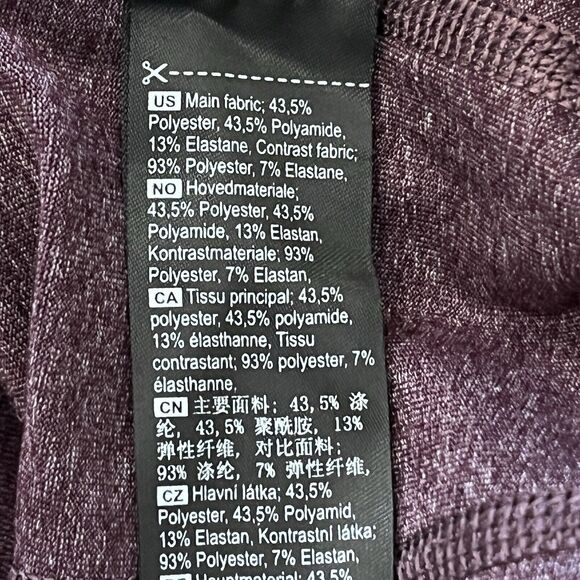 US Main fabric; 43,5%
Polyester, 43,5% Polyamide,
13% Elastane, Contrast fabric;
93% Polyester, 7% Elastane,
NO Hovedmateriale;
43,5% Polyester, 43,5%
Polyamide, 13% Elastan,
Kontrastmateriale; 93%
Polyester, 7% Elastan,
CA Tissu principal; 43,5%
polyester, 43,5% polyamide,
13% élasthanne, Tissu
contrastant; 93% polyester, 7%
élasthanne,
CN 主要面料: 43,5% 涤
纶, 43,5% 聚酰胺, 13%
弹性纤维, 对比面料;
93% 涤纶, 7% 弹性纤维,
CZ Hlavní látka; 43,5%
Polyester, 43,5% Polyamid,
13% Elastan, Kontrastní látka;
93% Polyester, 7% Elastan,
Hauptmaterial; 43,5%